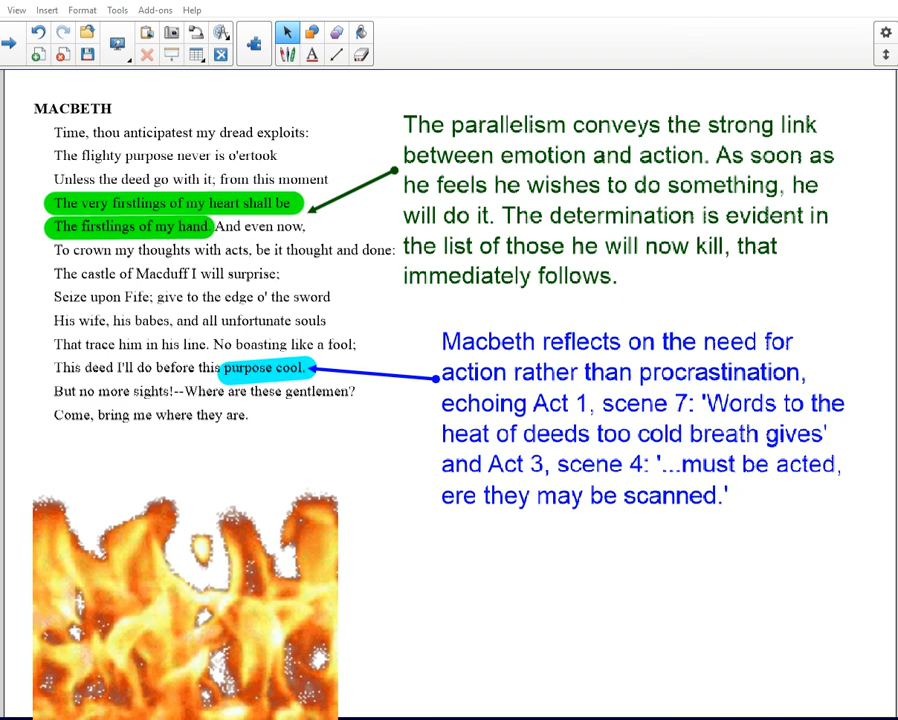 View Insert Format Tools Add-ons Help
MACBETH
Time, thou anticipatest my dread exploits:
The flighty purpose never is o'ertook
Unless the deed go with it; from this moment
The very firstlings of my heart shall be
The firstlings of my hand. And even now,
To crown my thoughts with acts, be it thought and done:
The castle of Macduff I will surprise;
Seize upon Fife; give to the edge o' the sword
His wife, his babes, and all unfortunate souls
That trace him in his line. No boasting like a fool;
This deed I'll do before this purpose cool.
But no more sights!--Where are these gentlemen?
Come, bring me where they are.
The parallelism conveys the strong link
between emotion and action. As soon as
he feels he wishes to do something, he
will do it. The determination is evident in
the list of those he will now kill, that
immediately follows.
Macbeth reflects on the need for
action rather than procrastination,
echoing Act 1, scene 7: 'Words to the
heat of deeds too cold breath gives'
and Act 3, scene 4: '...must be acted,
ere they may be scanned.'